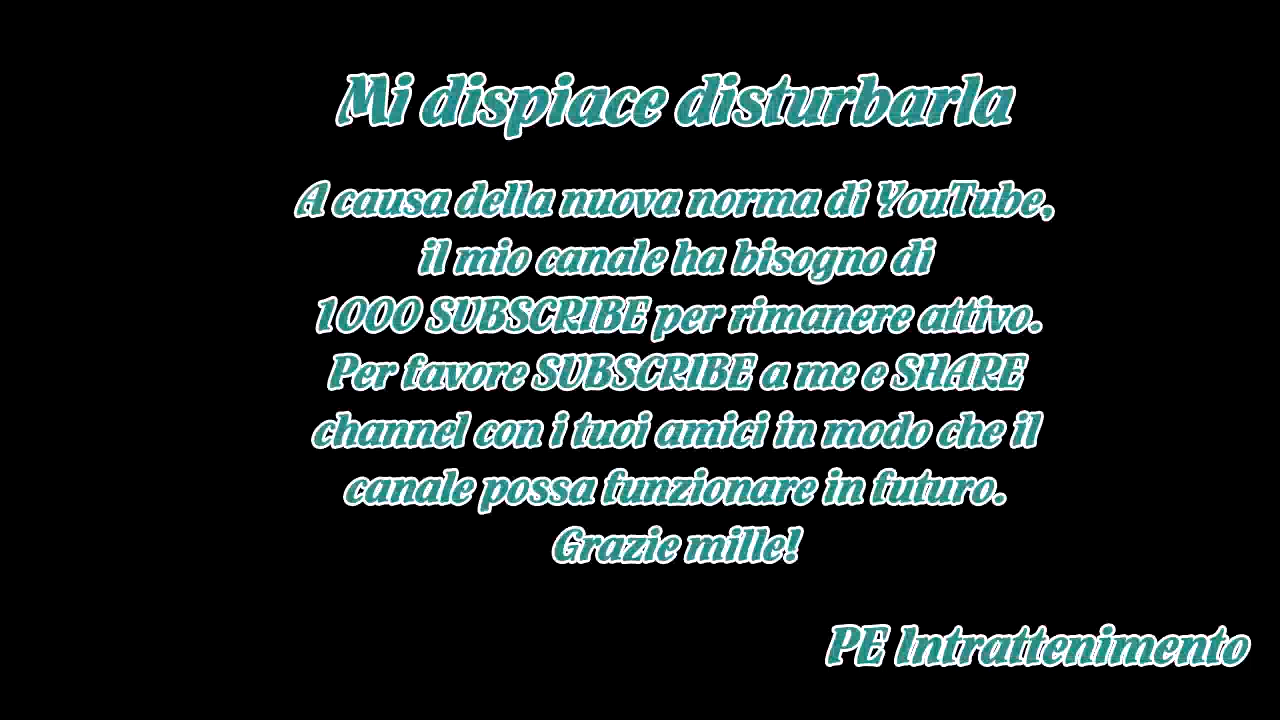 Mi dispiace disturbarla
A causa della nuova norma di YouTube,
il mio canale ha bisogno di
1000 SUBSCRIBE per rimanere attivo.
Per favore SUBSCRIBE a me e SHARE
channel con i tuoi amici in modo che il
canale possa funzionare in futuro.
Grazie mille!
PE Intrattenimento